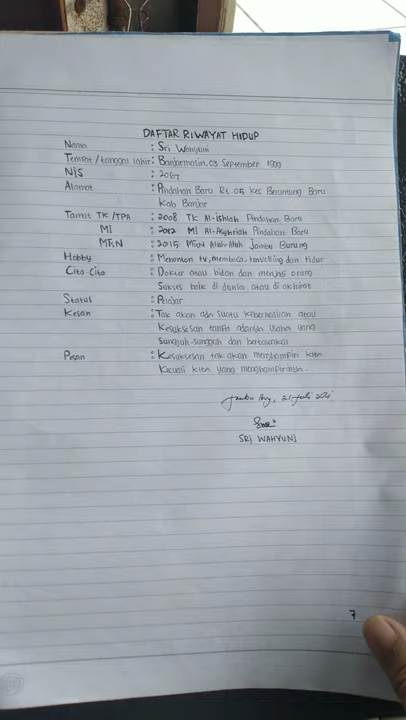 DAFTAR RIWAYAT HIDUP
Nama : Sri Wahyuni
Tempat/tanggal lahir : Banjarmasin, 03 September 1999
NIS : 2067
Alamat : Pindahan Baru Rt. 05 Kec Beruntung Baru
Kab Banjar
Tamat TK/TPA : 2008 TK Al-ishlah Pindahan Baru
MI : 2012 MI Al-Asyhriah Pindahan Baru
MTsN : 2015 MTsN Jambu Burung
Hobby : Menonton tv, membaca, travelling dan tidur
Cita-Cita : Dokter atau bidan dan menjadi orang
Sukses baik di dunia atau di akhirat
Status : Pelajar
Kesan : Tak akan ada suatu keberhasilan atau
Kesuksesan tanpa adanya usaha yang
sungguh-sungguh dan bertawakal
Pesan : Kesuksesan tak akan menghampiri kita
Kecuali kita yang menghampirinya.
Jambu Brg, 21 Juli
SRI WAHYUNI
7